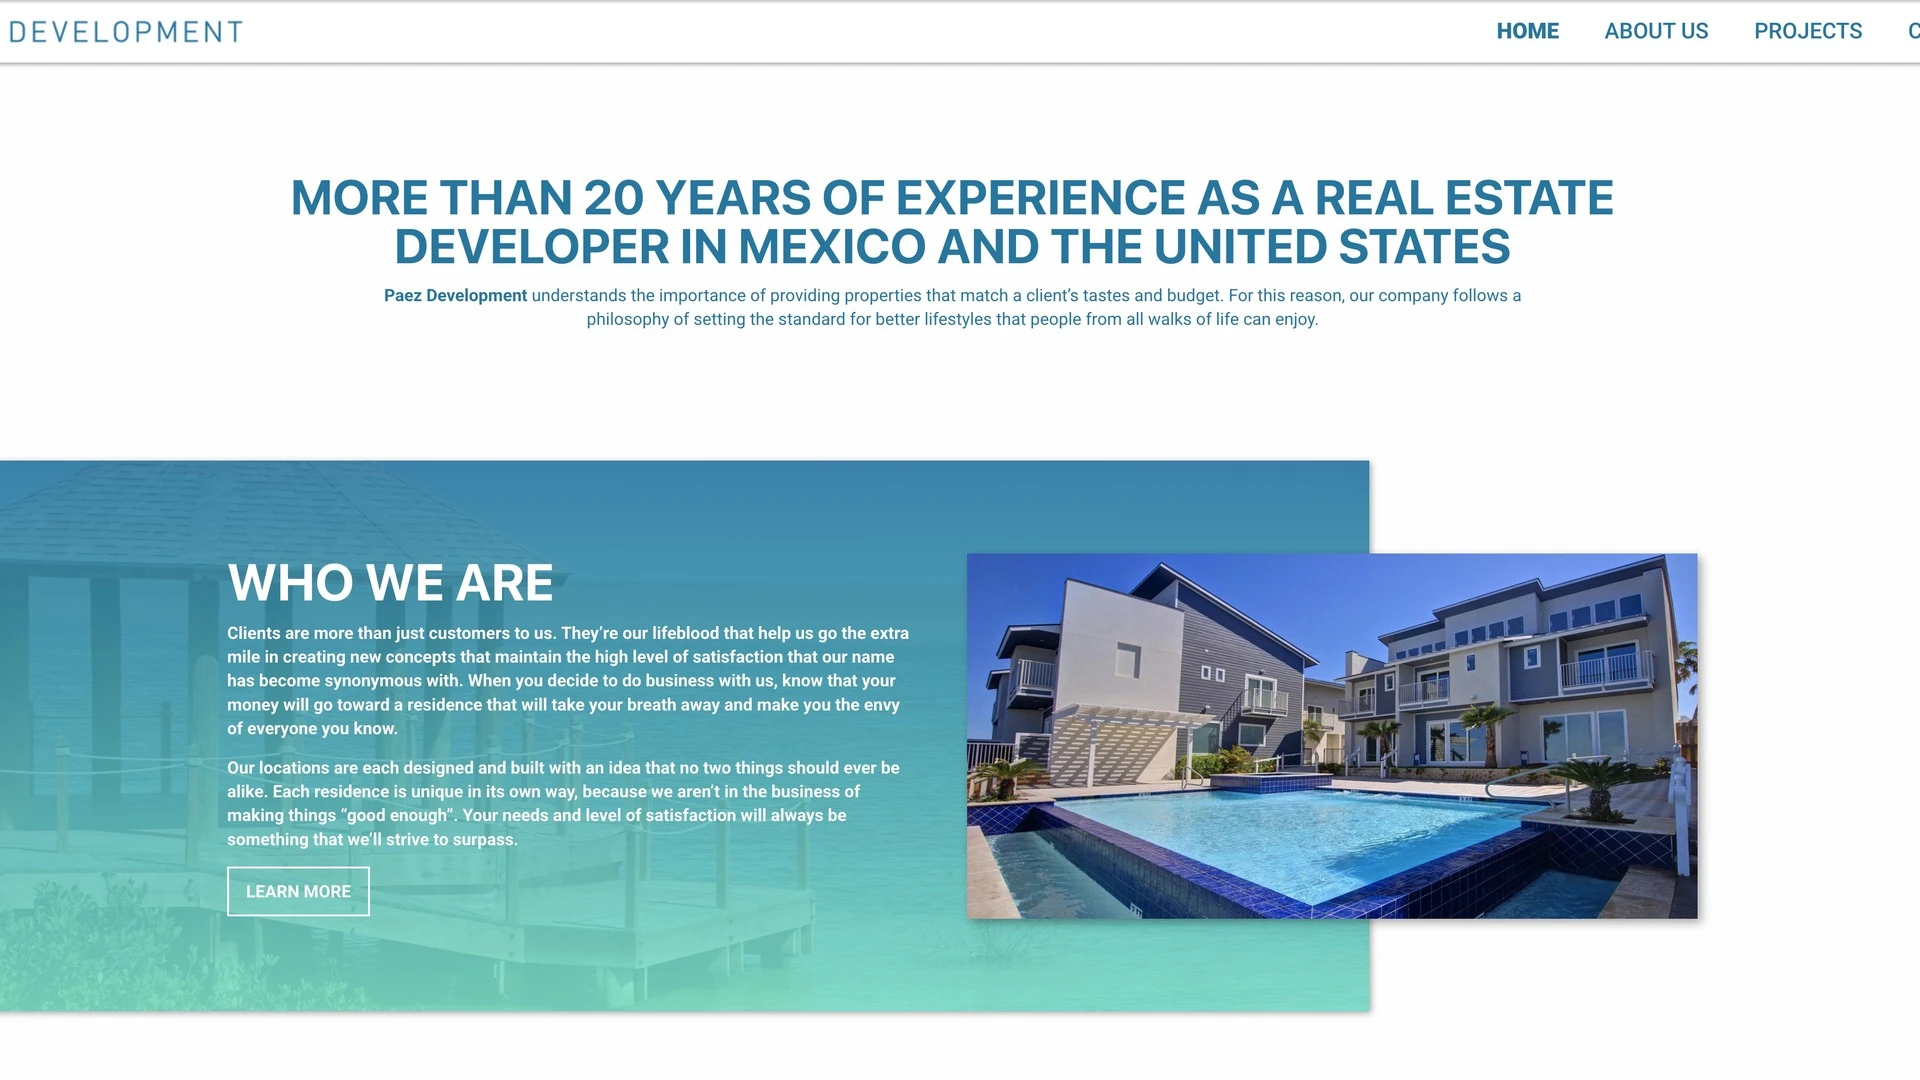 DEVELOPMENT
HOME ABOUT US PROJECTS
MORE THAN 20 YEARS OF EXPERIENCE AS A REAL ESTATE
DEVELOPER IN MEXICO AND THE UNITED STATES
Paez Development understands the importance of providing properties that match a client’s tastes and budget. For this reason, our company follows a
philosophy of setting the standard for better lifestyles that people from all walks of life can enjoy.
WHO WE ARE
Clients are more than just customers to us. They’re our lifeblood that help us go the extra
mile in creating new concepts that maintain the high level of satisfaction that our name
has become synonymous with. When you decide to do business with us, know that your
money will go toward a residence that will take your breath away and make you the envy
of everyone you know.
Our locations are each designed and built with an idea that no two things should ever be
alike. Each residence is unique in its own way, because we aren’t in the business of
making things “good enough”. Your needs and level of satisfaction will always be
something that we’ll strive to surpass.
LEARN MORE